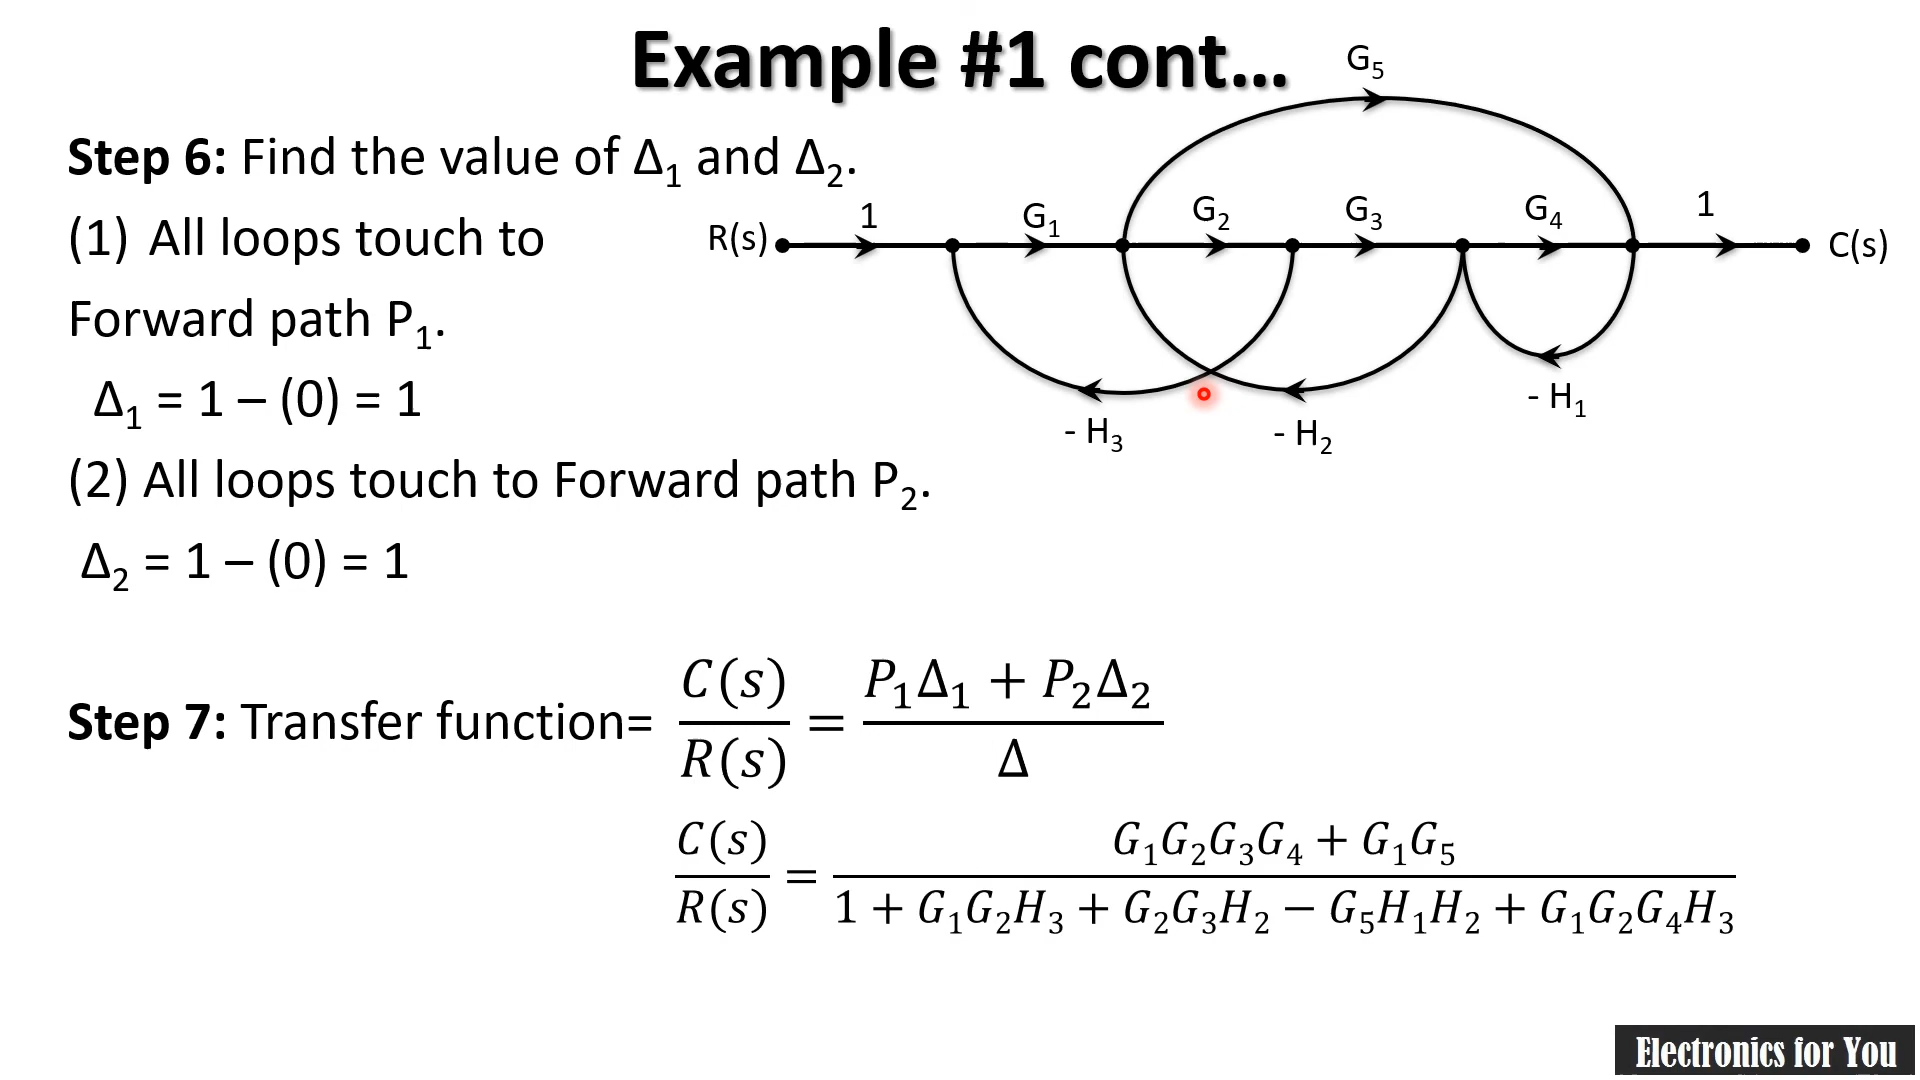 Example #1 cont...
Step 6: Find the value of Δ₁ and Δ₂.
(1) All loops touch to
Forward path P₁.
Δ₁ = 1 – (0) = 1
(2) All loops touch to Forward path P₂.
Δ₂ = 1 – (0) = 1
G₅
R(s) 1 G₁ G₂ G₃ G₄ 1 C(s)
- H₃ - H₂ - H₁
Step 7: Transfer function= C(s)/R(s) = (P₁Δ₁ + P₂Δ₂)/Δ
C(s)/R(s) = (G₁G₂G₃G₄ + G₁G₅)/(1 + G₁G₂H₃ + G₂G₃H₂ − G₅H₁H₂ + G₁G₂G₄H₃)
Electronics for You